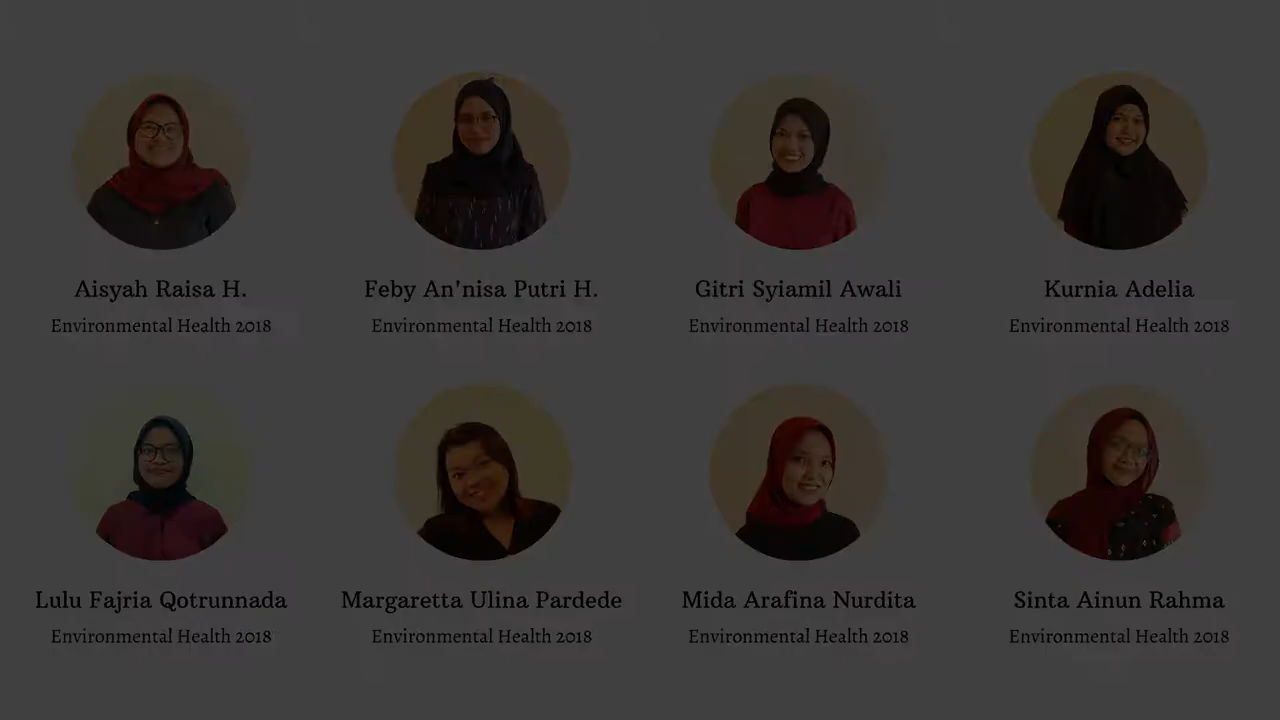 Aisyah Raisa H.
Environmental Health 2018
Feby An'nisa Putri H.
Environmental Health 2018
Gitri Syiamil Awali
Environmental Health 2018
Kurnia Adelia
Environmental Health 2018
Lulu Fajria Qotrunnada
Environmental Health 2018
Margaretta Ulina Pardede
Environmental Health 2018
Mida Arafina Nurdita
Environmental Health 2018
Sinta Ainun Rahma
Environmental Health 2018